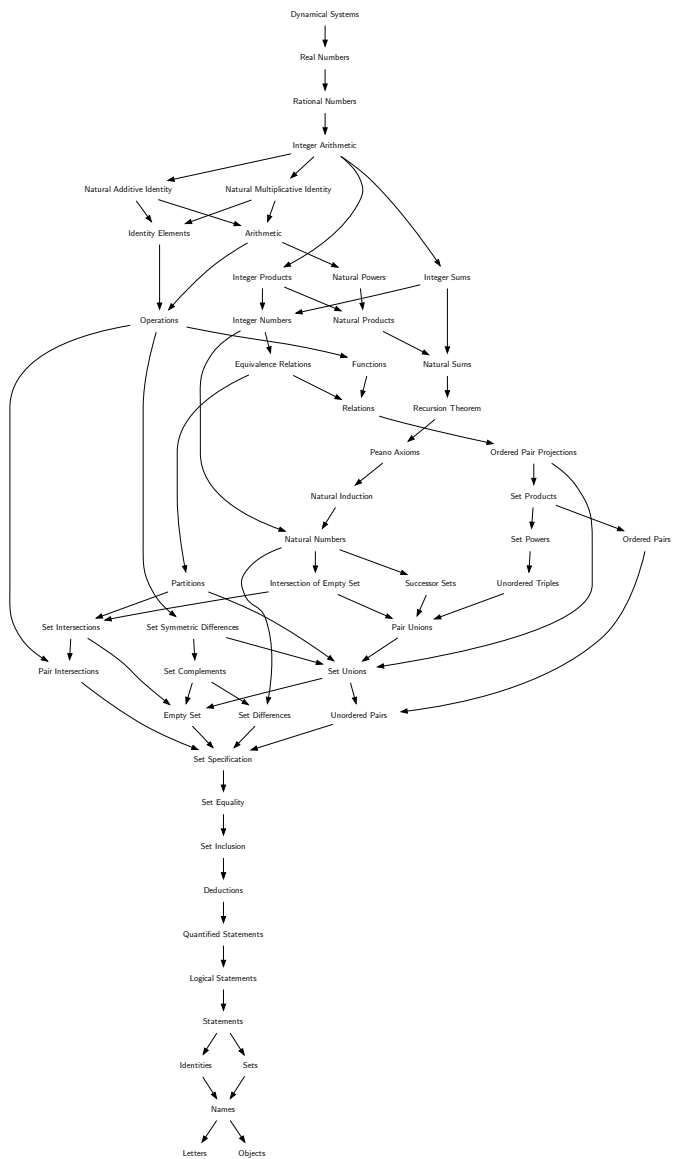 Dynamical Systems
Real Numbers
Rational Numbers
Integer Arithmetic
Natural Additive Identity
Natural Multiplicative Identity
Identity Elements
Arithmetic
Integer Products
Natural Powers
Integer Sums
Operations
Integer Numbers
Natural Products
Equivalence Relations
Functions
Natural Sums
Relations
Recursion Theorem
Peano Axioms
Ordered Pair Projections
Natural Induction
Set Products
Natural Numbers
Set Powers
Ordered Pairs
Partitions
Intersection of Empty Set
Successor Sets
Unordered Triples
Set Intersections
Set Symmetric Differences
Pair Unions
Pair Intersections
Set Complements
Set Unions
Empty Set
Set Differences
Unordered Pairs
Set Specification
Set Equality
Set Inclusion
Deductions
Quantified Statements
Logical Statements
Statements
Identities
Sets
Names
Letters
Objects